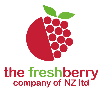 the freshberry
company of NZ ltd